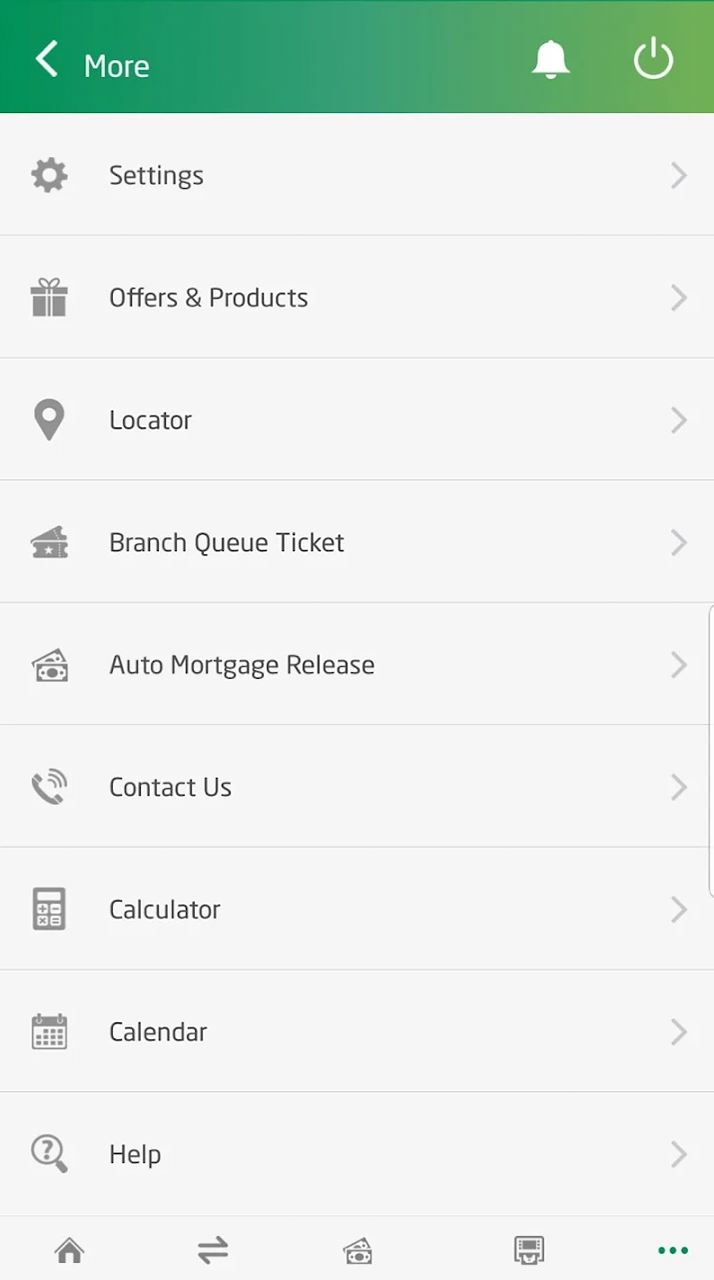 More
Settings
Offers & Products
Locator
Branch Queue Ticket
Auto Mortgage Release
Contact Us
Calculator
Calendar
Help